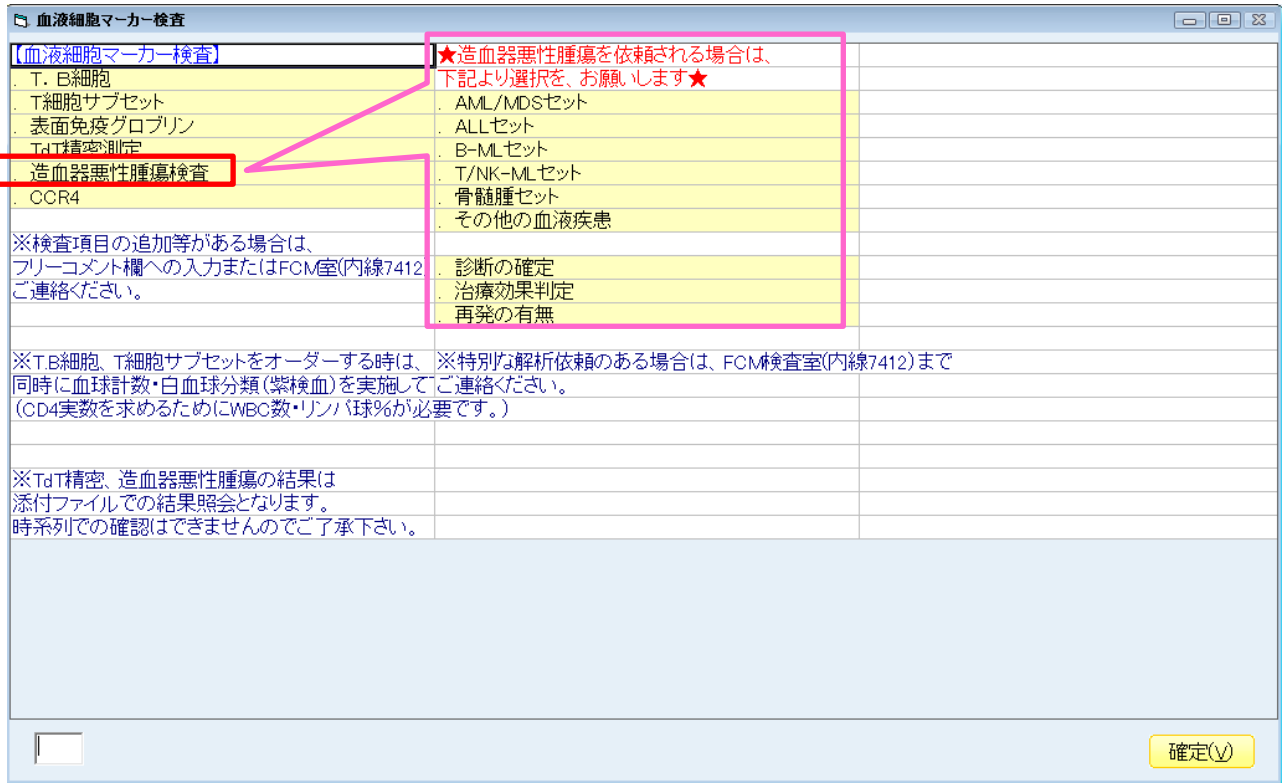 血液細胞マーカー検査
【血液細胞マーカー検査】
. T．B細胞
. T細胞サブセット
. 表面免疫グロブリン
. TdT精密測定
. 造血器悪性腫瘍検査
. CCR4
※検査項目の追加等がある場合は、
フリーコメント欄への入力またはFCM室(内線7412)
ご連絡ください。
※T.B細胞、T細胞サブセットをオーダーする時は、
同時に血球計数・白血球分類(紫検血)を実施して
(CD4実数を求めるためにWBC数・リンパ球%が必要です。)
※TdT精密、造血器悪性腫瘍の結果は
添付ファイルでの結果照会となります。
時系列での確認はできませんのでご了承下さい。
★造血器悪性腫瘍を依頼される場合は、
下記より選択を、お願いします★
. AML/MDSセット
. ALLセット
. B-MLセット
. T/NK-MLセット
. 骨髄腫セット
. その他の血液疾患
. 診断の確定
. 治療効果判定
. 再発の有無
※特別な解析依頼のある場合は、FCM検査室(内線7412)まで
ご連絡ください。
確定(V)